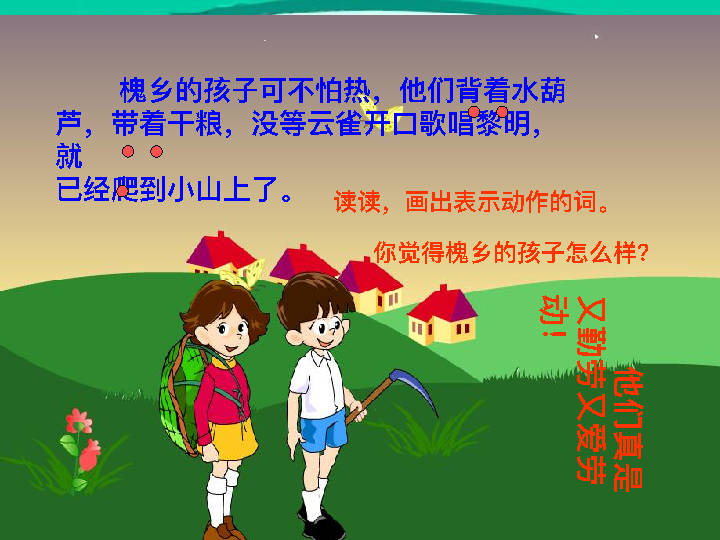 槐乡的孩子可不怕热，他们背着水葫
芦，带着干粮，没等云雀开口歌唱黎明，
就
已经爬到小山上了。
读读，画出表示动作的词。
你觉得槐乡的孩子怎么样？
他们真是
又勤劳又爱劳
动！